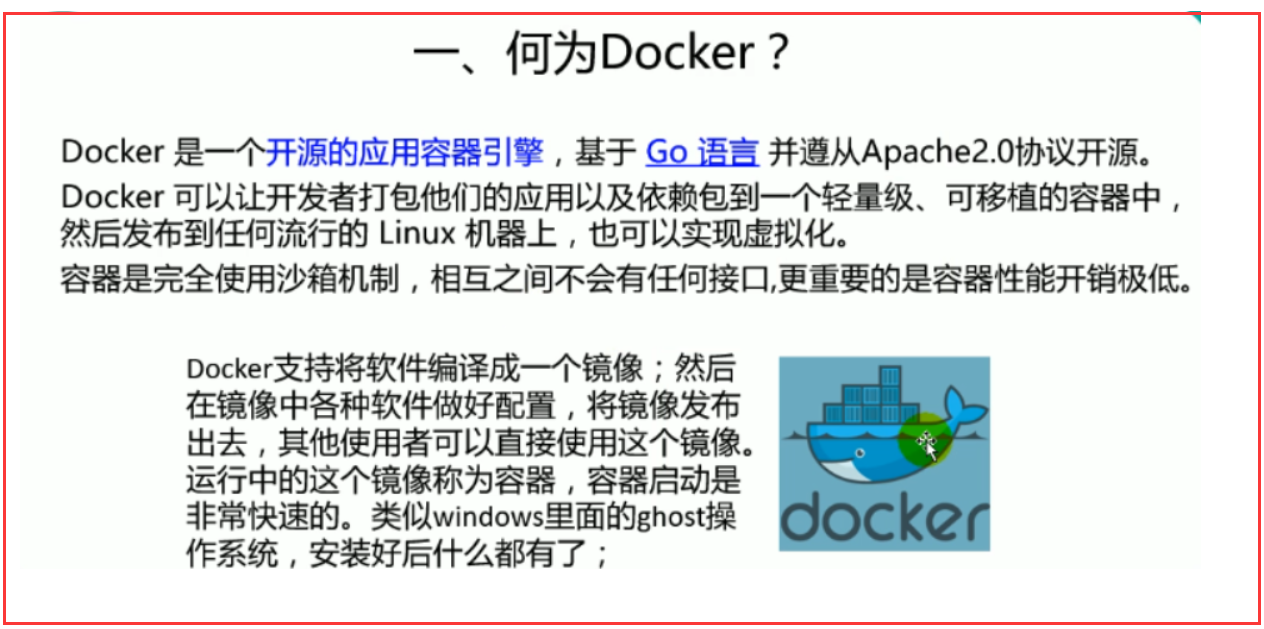 一、何为Docker？
Docker 是一个开源的应用容器引擎，基于 Go 语言 并遵从Apache2.0协议开源。
Docker 可以让开发者打包他们的应用以及依赖包到一个轻量级、可移植的容器中，
然后发布到任何流行的 Linux 机器上，也可以实现虚拟化。
容器是完全使用沙箱机制，相互之间不会有任何接口,更重要的是容器性能开销极低。
Docker支持将软件编译成一个镜像；然后
在镜像中各种软件做好配置，将镜像发布
出去，其他使用者可以直接使用这个镜像。
运行中的这个镜像称为容器，容器启动是
非常快速的。类似windows里面的ghost操
作系统，安装好后什么都有了；
docker